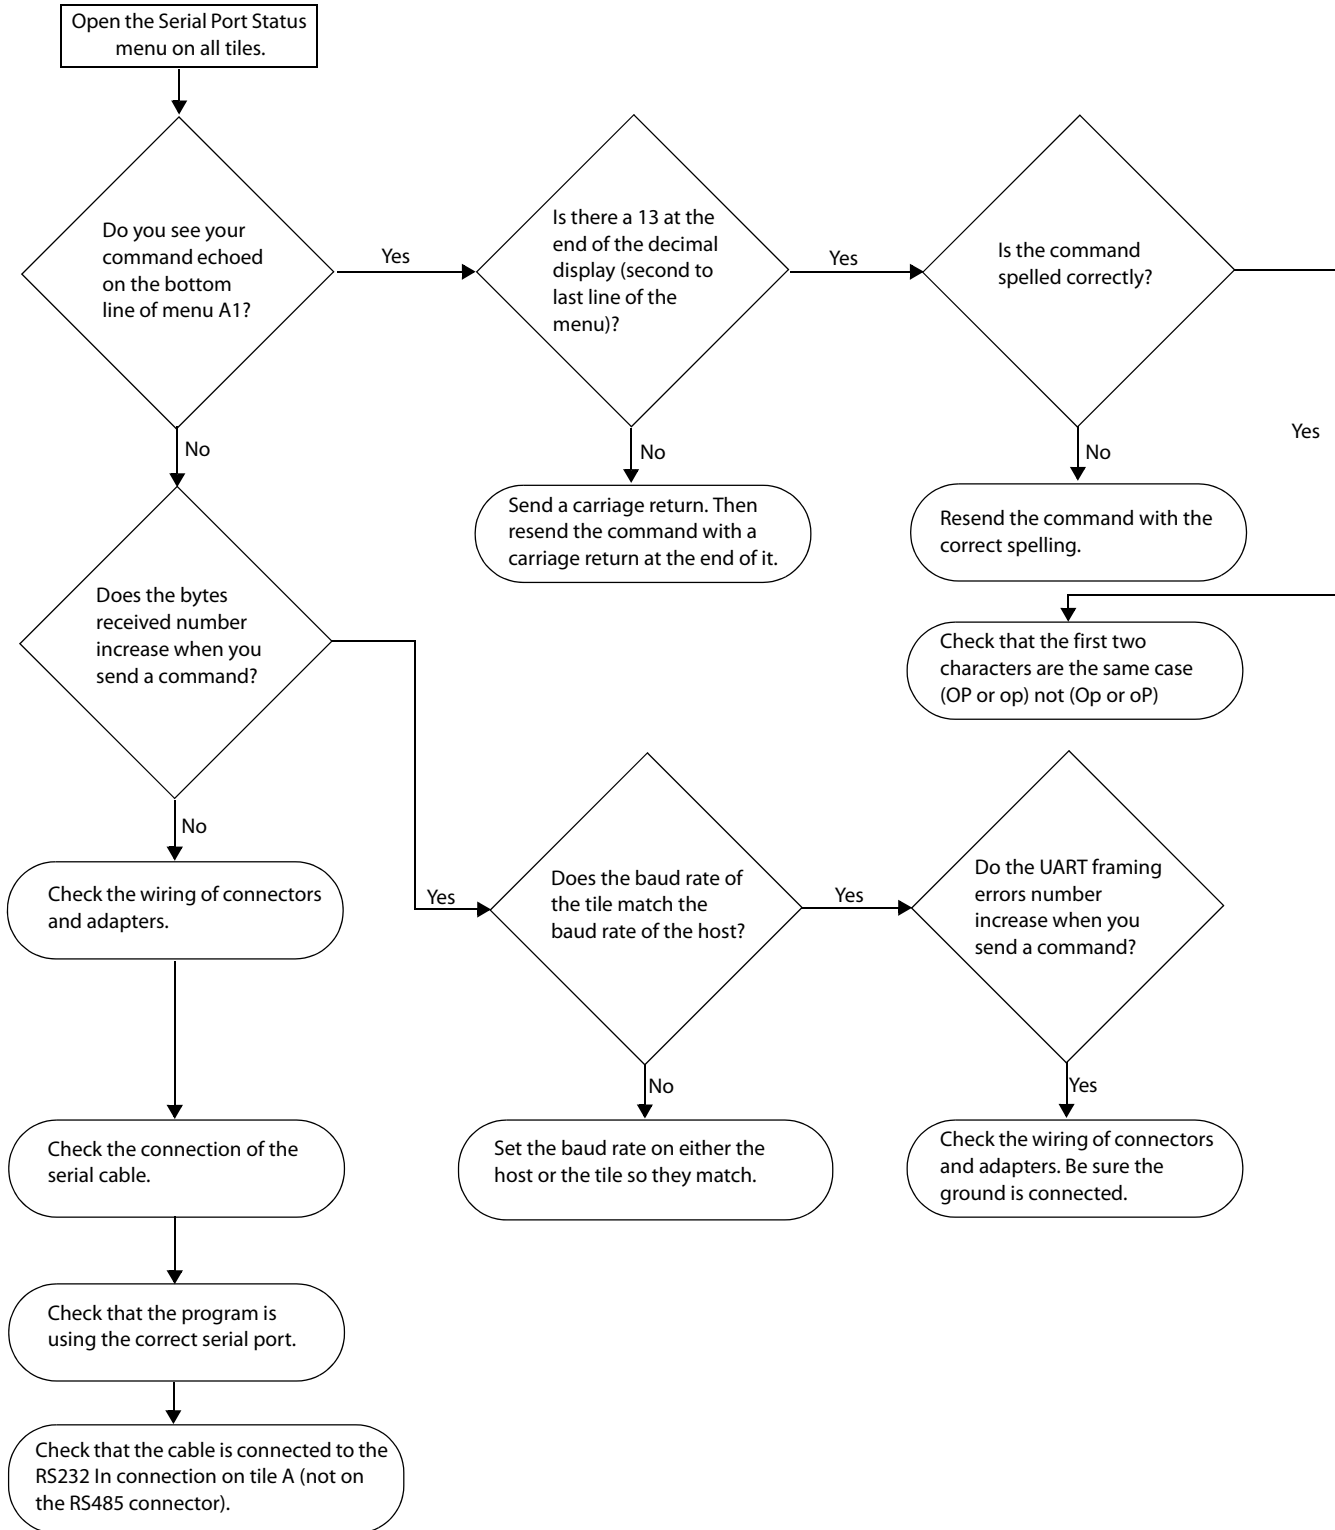 Open the Serial Port Status
menu on all tiles.
Do you see your
command echoed
on the bottom
line of menu A1?
Yes
Is there a 13 at the
end of the decimal
display (second to
last line of the
menu)?
Yes
Is the command
spelled correctly?
Yes
No
No
No
Send a carriage return. Then
resend the command with a
carriage return at the end of it.
Resend the command with the
correct spelling.
Does the bytes
received number
increase when you
send a command?
Check that the first two
characters are the same case
(OP or op) not (Op or oP)
No
Check the wiring of connectors
and adapters.
Yes
Does the baud rate of
the tile match the
baud rate of the host?
Yes
Do the UART framing
errors number
increase when you
send a command?
No
Yes
Check the connection of the
serial cable.
Set the baud rate on either the
host or the tile so they match.
Check the wiring of connectors
and adapters. Be sure the
ground is connected.
Check that the program is
using the correct serial port.
Check that the cable is connected to the
RS232 In connection on tile A (not on
the RS485 connector).